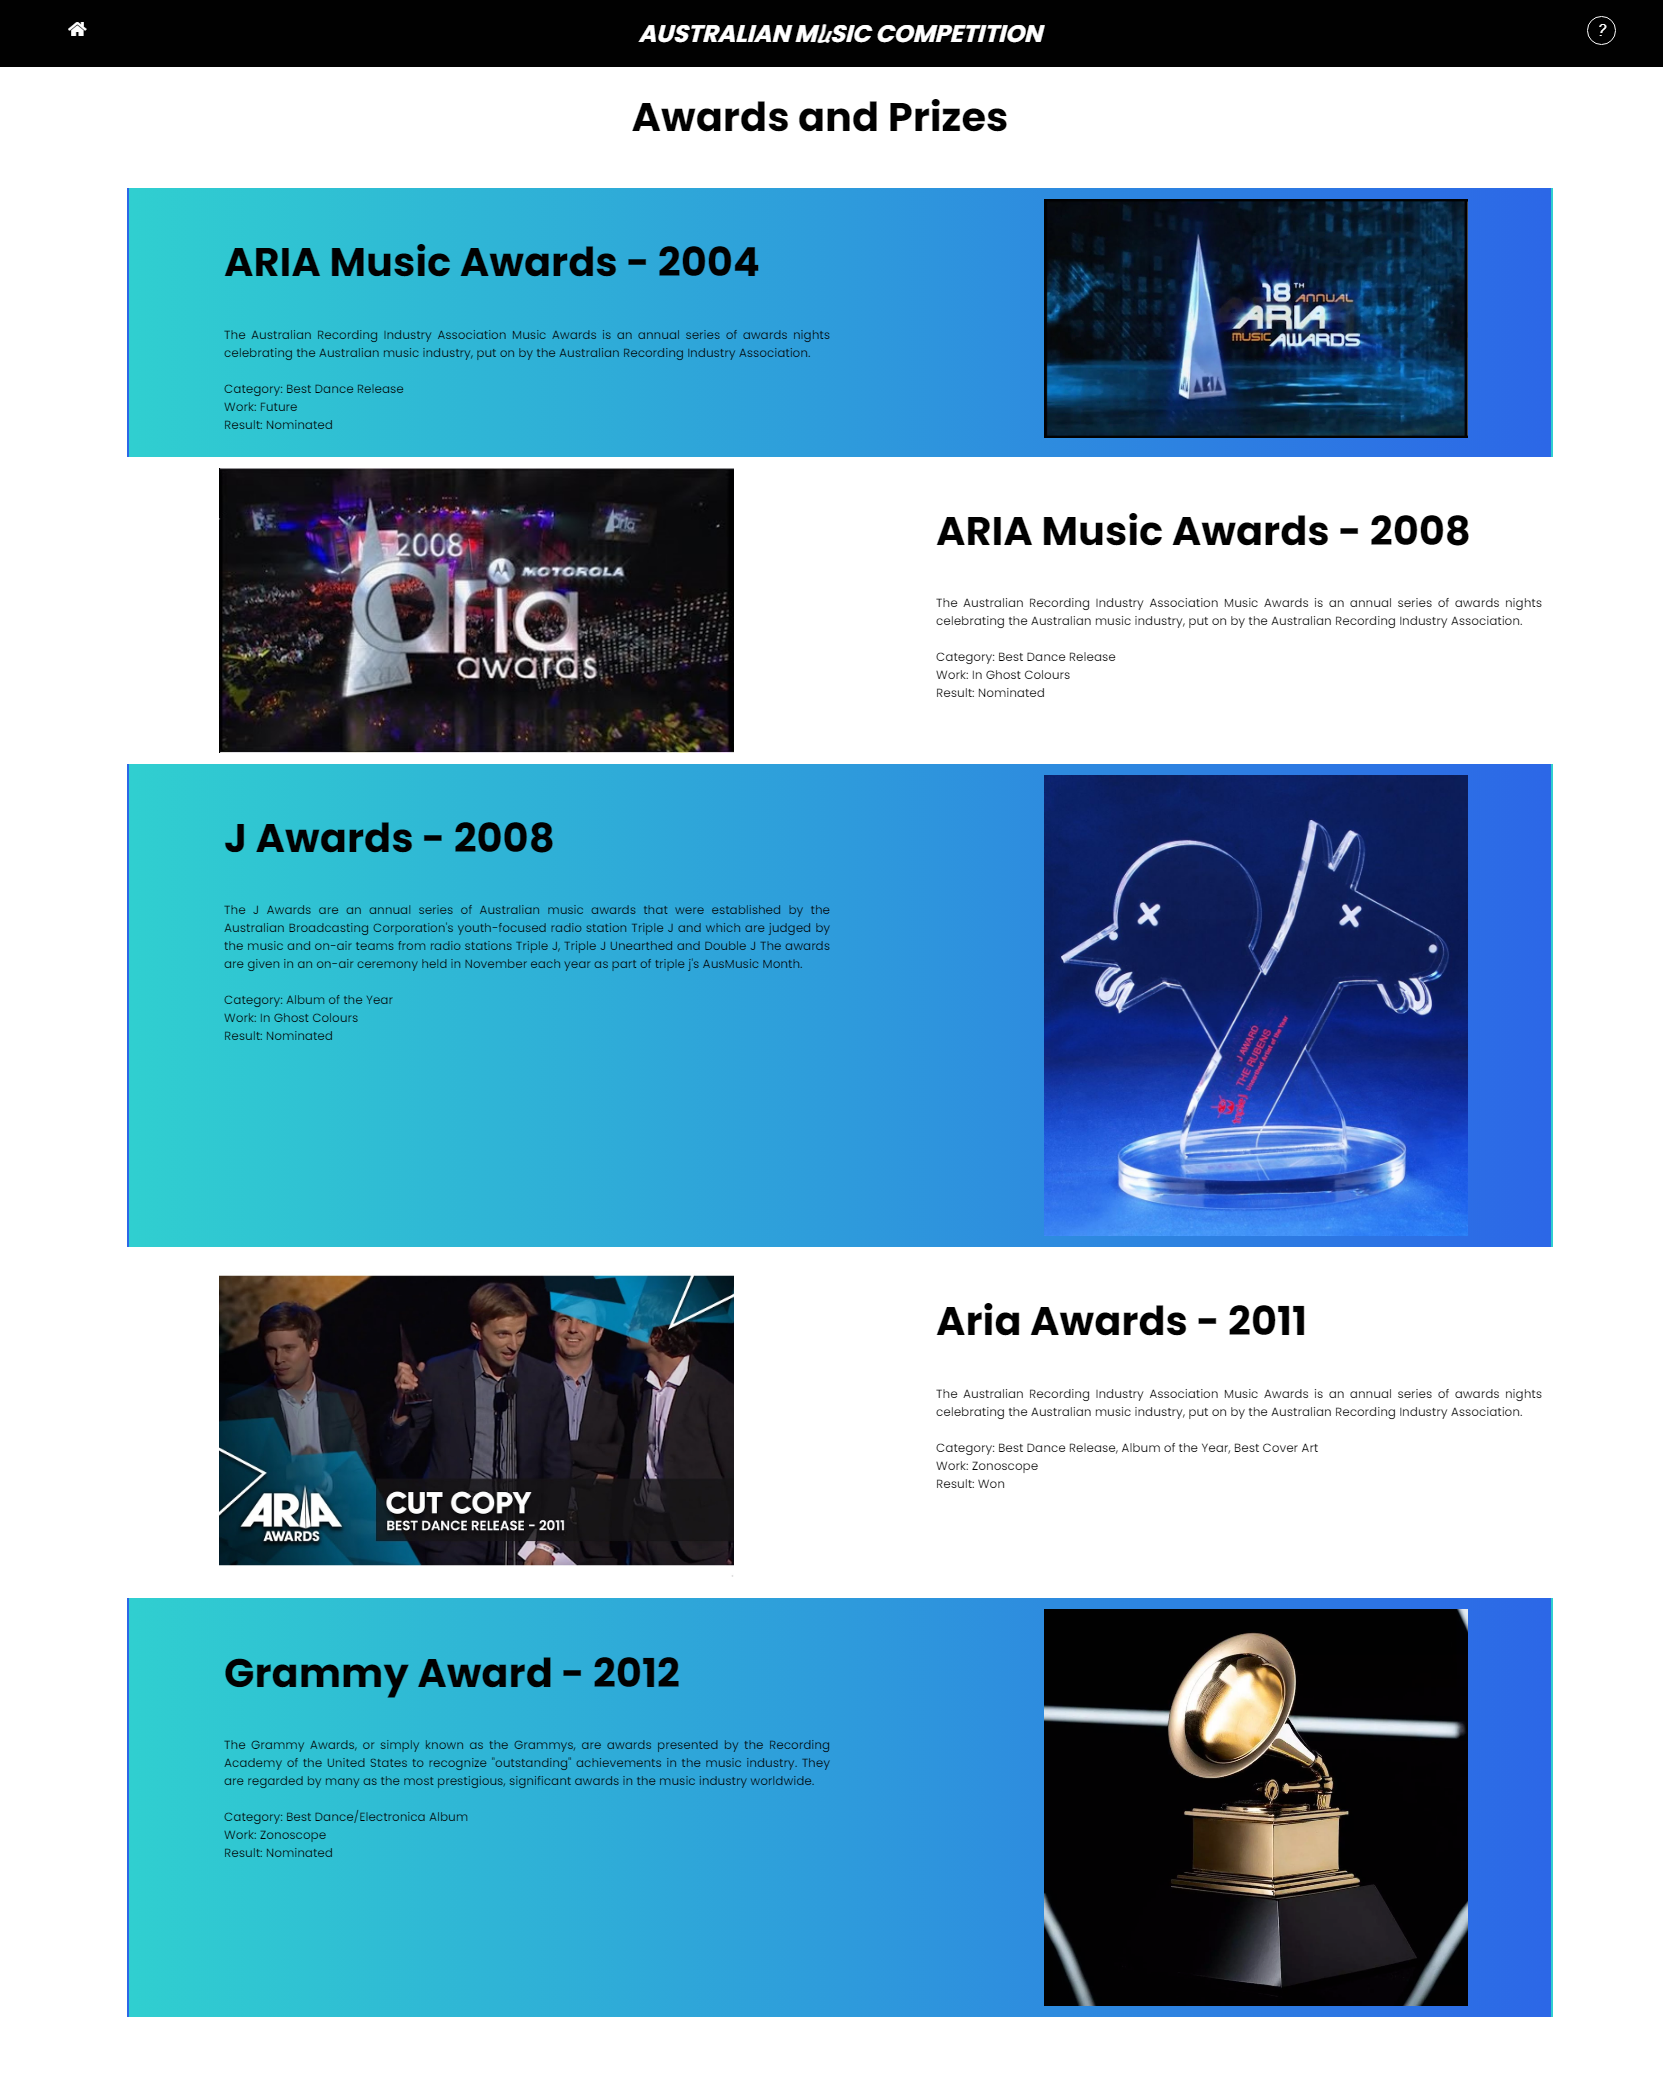 AUSTRALIAN MUSIC COMPETITION
?
Awards and Prizes
ARIA Music Awards - 2004
The Australian Recording Industry Association Music Awards is an annual series of awards nights
celebrating the Australian music industry, put on by the Australian Recording Industry Association.
Category: Best Dance Release
Work: Future
Result: Nominated
18TH ANNUAL
ARIA
MUSIC AWARDS
ARIA
2008
MOTOROLA
aria
awards
ARIA Music Awards - 2008
The Australian Recording Industry Association Music Awards is an annual series of awards nights
celebrating the Australian music industry, put on by the Australian Recording Industry Association.
Category: Best Dance Release
Work: In Ghost Colours
Result: Nominated
J Awards - 2008
The J Awards are an annual series of Australian music awards that were established by the
Australian Broadcasting Corporation's youth-focused radio station Triple J and which are judged by
the music and on-air teams from radio stations Triple J, Triple J Unearthed and Double J The awards
are given in an on-air ceremony held in November each year as part of triple j's AusMusic Month.
Category: Album of the Year
Work: In Ghost Colours
Result: Nominated
J AWARD
THE RUBENS
Unearthed Artist of the Year
triple j
ARIA
AWARDS
CUT COPY
BEST DANCE RELEASE - 2011
Aria Awards - 2011
The Australian Recording Industry Association Music Awards is an annual series of awards nights
celebrating the Australian music industry, put on by the Australian Recording Industry Association.
Category: Best Dance Release, Album of the Year, Best Cover Art
Work: Zonoscope
Result: Won
Grammy Award - 2012
The Grammy Awards, or simply known as the Grammys, are awards presented by the Recording
Academy of the United States to recognize "outstanding" achievements in the music industry. They
are regarded by many as the most prestigious, significant awards in the music industry worldwide.
Category: Best Dance/Electronica Album
Work: Zonoscope
Result: Nominated